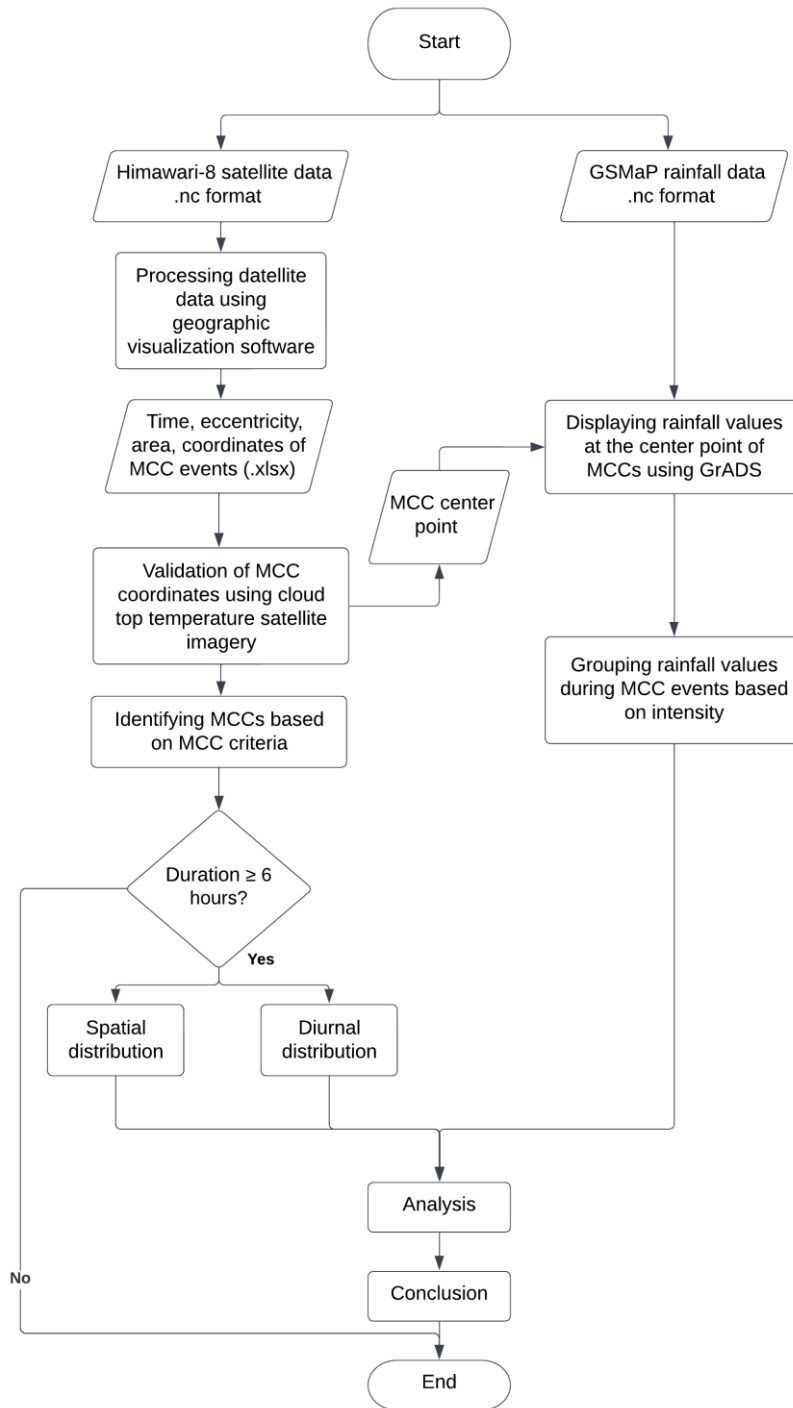 Start
Himawari-8 satellite data
.nc format
GSMaP rainfall data
.nc format
Processing datellite
data using
geographic
visualization software
Time, eccentricity,
area, coordinates of
MCC events (.xlsx)
Displaying rainfall values
at the center point of
MCCs using GrADS
MCC center
point
Validation of MCC
coordinates using cloud
top temperature satellite
imagery
Grouping rainfall values
during MCC events based
on intensity
Identifying MCCs based
on MCC criteria
Duration ≥ 6
hours?
Yes
Spatial
distribution
Diurnal
distribution
Analysis
No
Conclusion
End